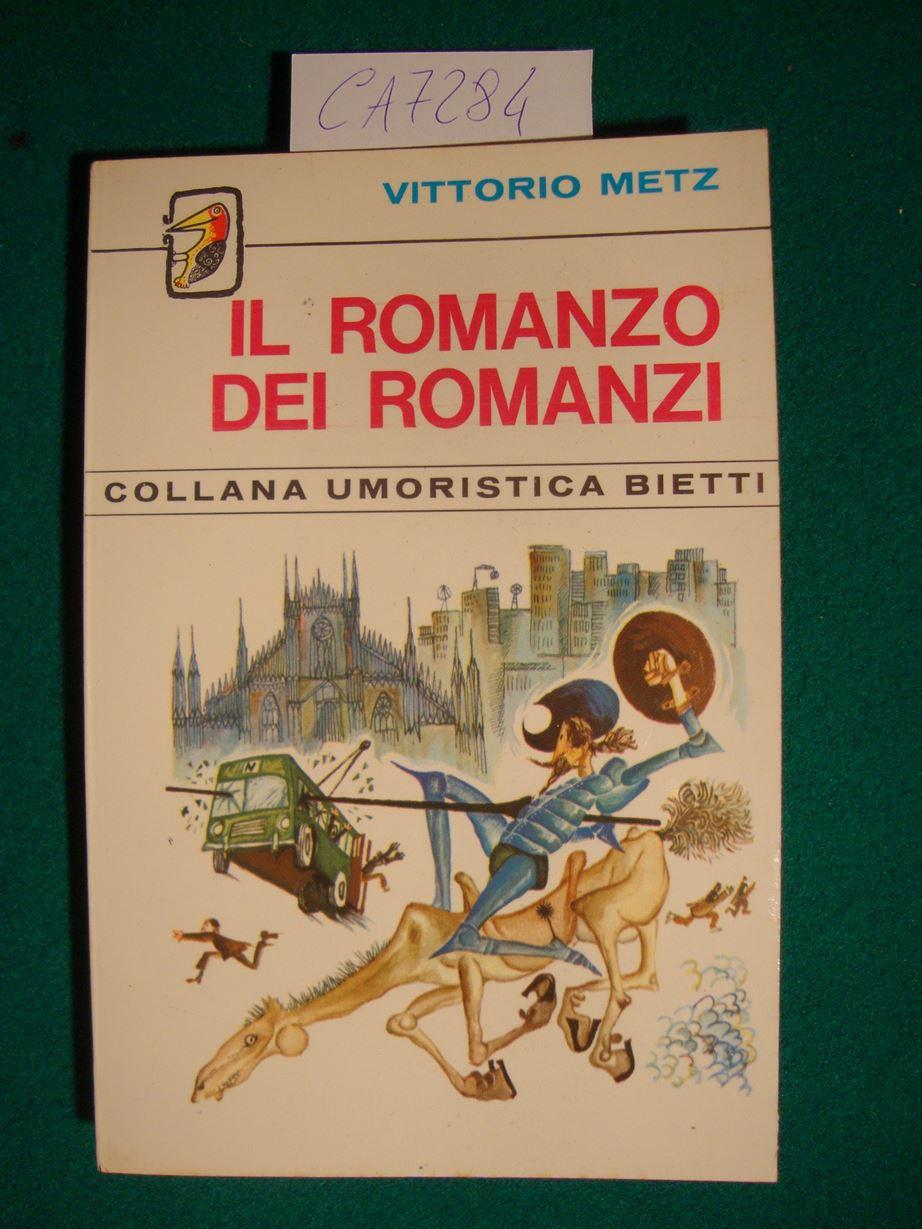 CA7284
VITTORIO METZ
IL ROMANZO
DEI ROMANZI
COLLANA UMORISTICA BIETTI
N